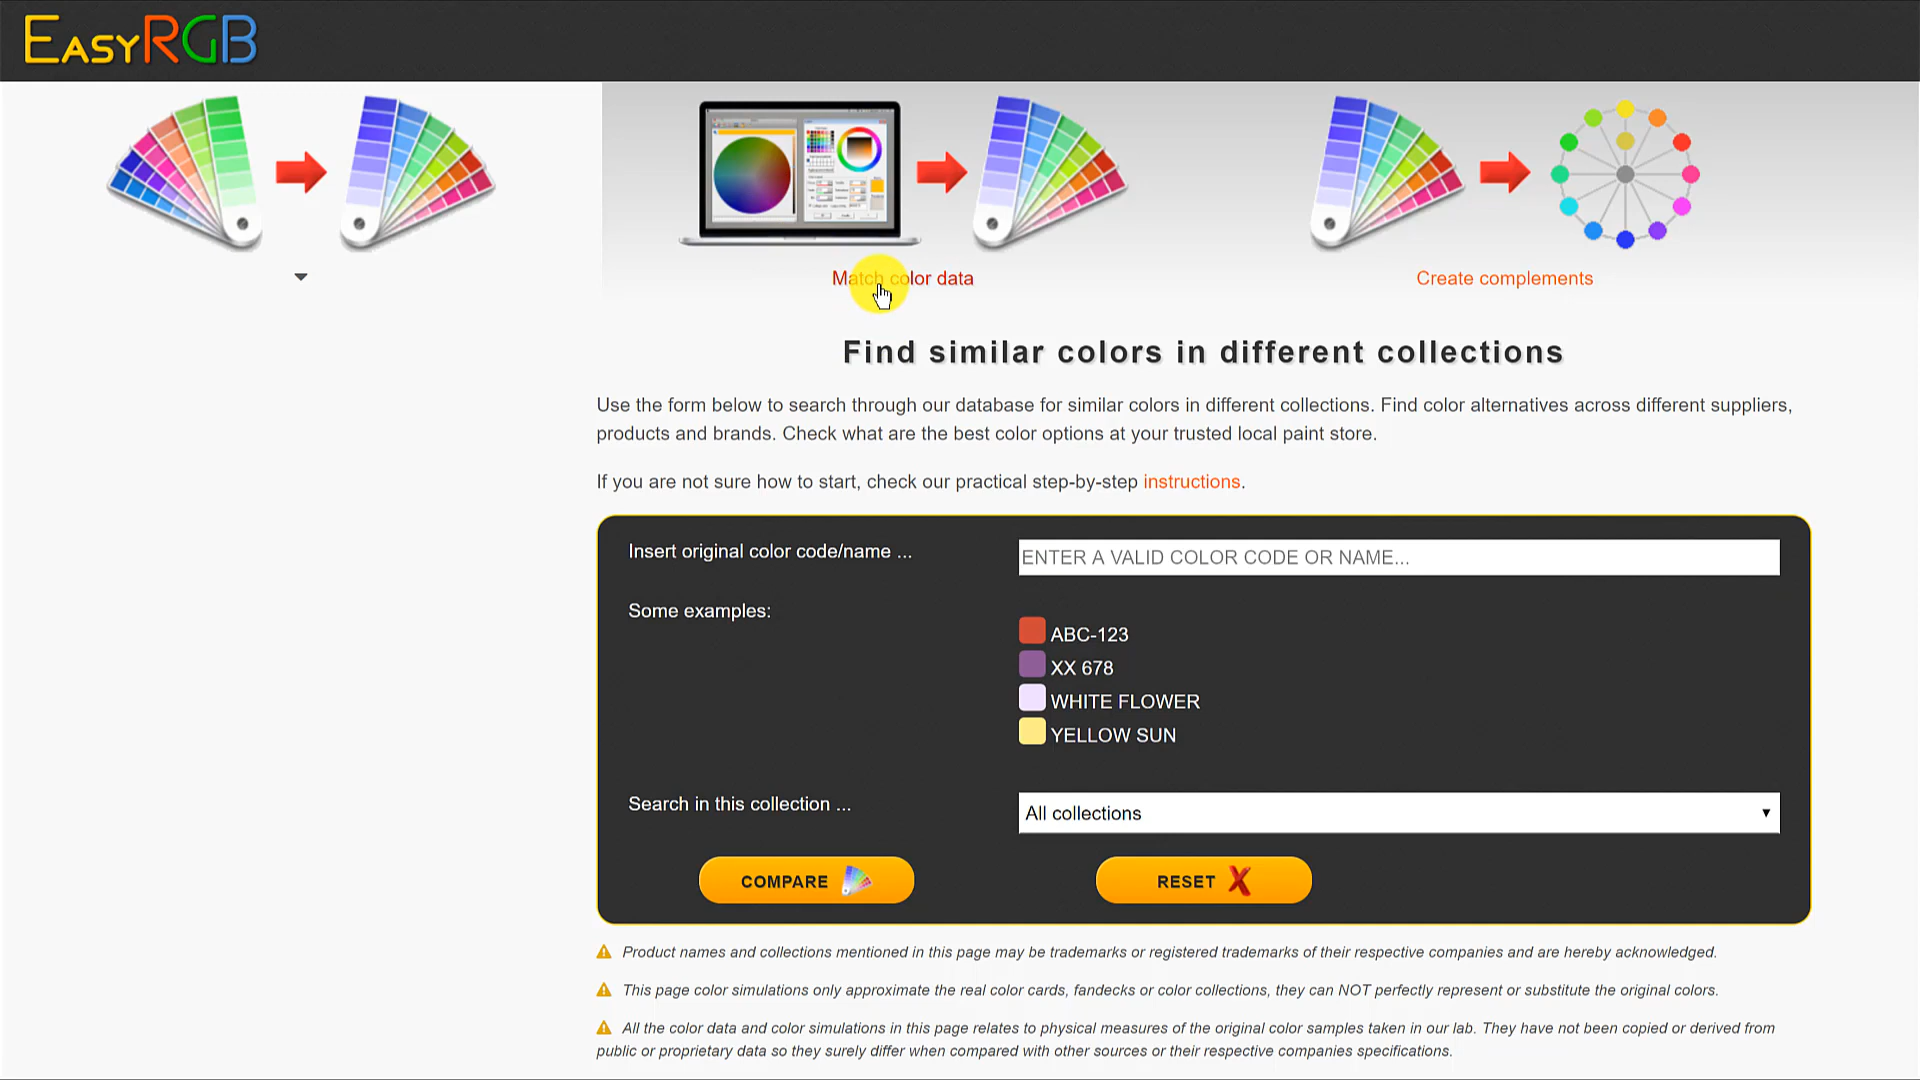 EasyRGB
Match color data
Create complements
Find similar colors in different collections
Use the form below to search through our database for similar colors in different collections. Find color alternatives across different suppliers,
products and brands. Check what are the best color options at your trusted local paint store.
If you are not sure how to start, check our practical step-by-step instructions.
Insert original color code/name ...
ENTER A VALID COLOR CODE OR NAME...
Some examples:
ABC-123
XX 678
WHITE FLOWER
YELLOW SUN
Search in this collection ...
All collections
COMPARE
RESET
Product names and collections mentioned in this page may be trademarks or registered trademarks of their respective companies and are hereby acknowledged.
This page color simulations only approximate the real color cards, fandecks or color collections, they can NOT perfectly represent or substitute the original colors.
All the color data and color simulations in this page relates to physical measures of the original color samples taken in our lab. They have not been copied or derived from
public or proprietary data so they surely differ when compared with other sources or their respective companies specifications.